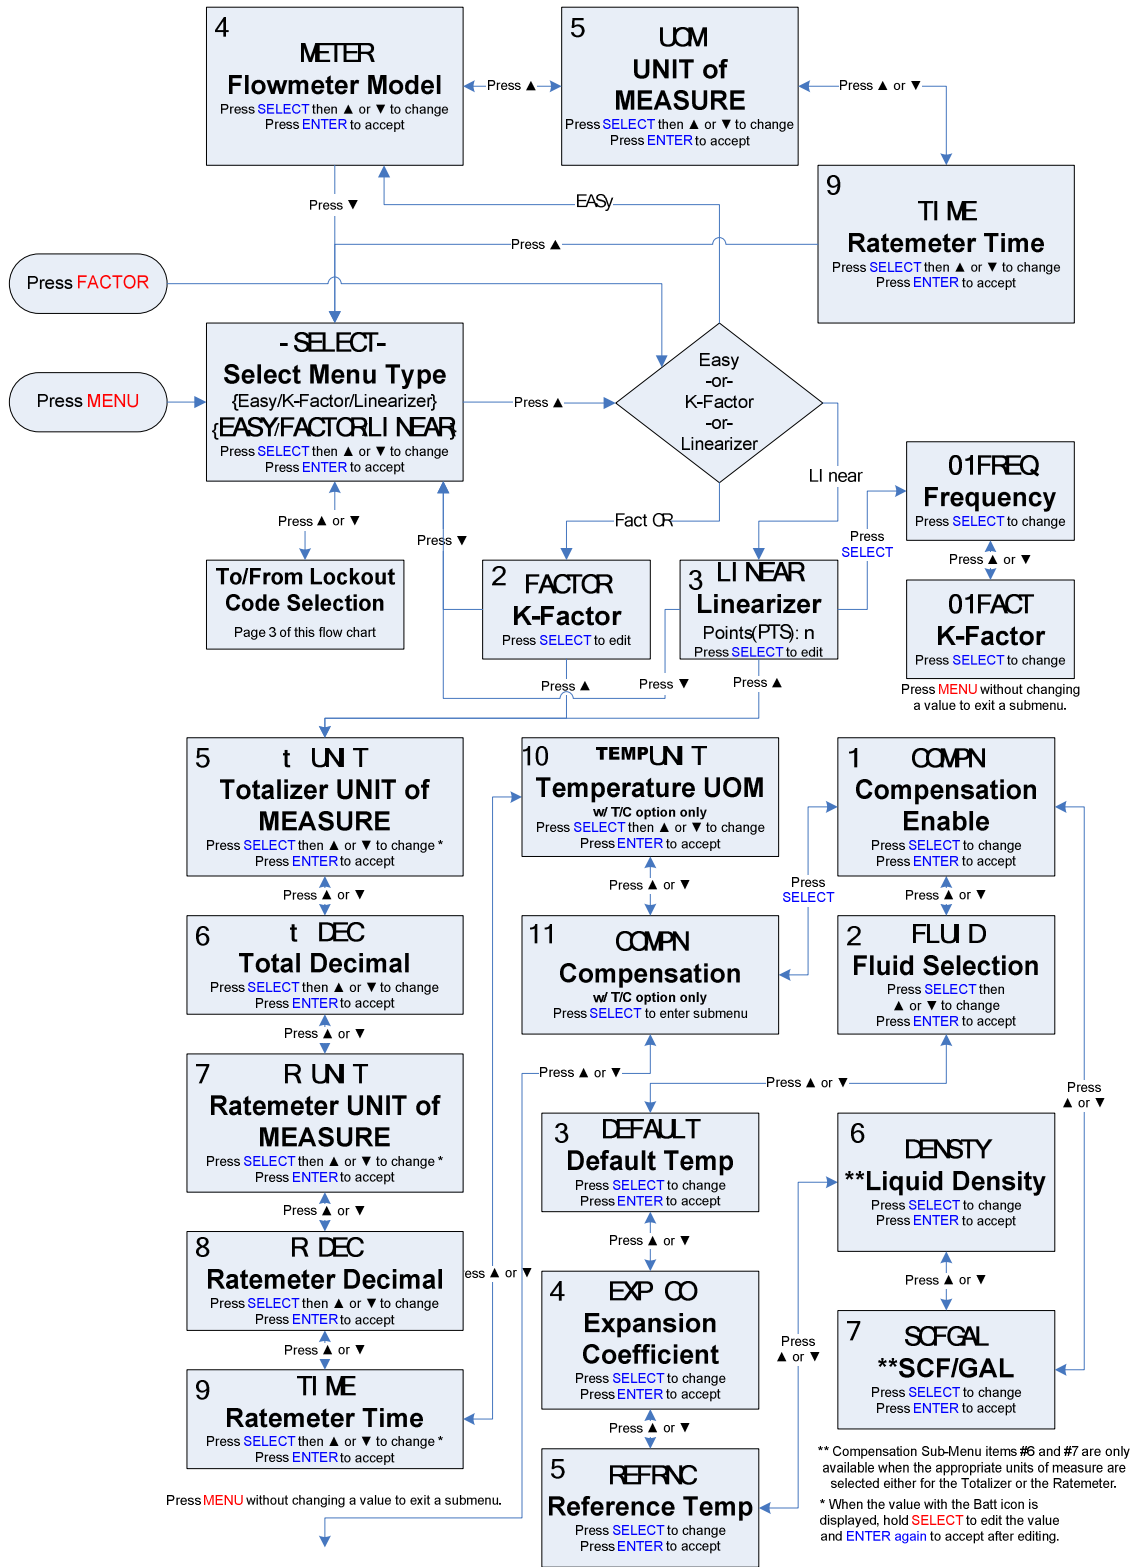 4
METER
Flowmeter Model
Press SELECT then ▲ or ▼ to change
Press ENTER to accept
Press ▲
5
UOM
UNIT of
MEASURE
Press SELECT then ▲ or ▼ to change
Press ENTER to accept
Press ▲ or ▼
9
TIME
Ratemeter Time
Press SELECT then ▲ or ▼ to change
Press ENTER to accept
Press ▼
EASy
Press ▲
Press FACTOR
Press MENU
-SELECT-
Select Menu Type
{Easy/K-Factor/Linearizer}
{EASY/FACTORLINEAR}
Press SELECT then ▲ or ▼ to change
Press ENTER to accept
Press ▲
Easy
-or-
K-Factor
-or-
Linearizer
LInear
FactOR
Press ▲ or ▼
Press ▼
Press
SELECT
To/From Lockout
Code Selection
Page 3 of this flow chart
2
FACTOR
K-Factor
Press SELECT to edit
3
LINEAR
Linearizer
Points(PTS): n
Press SELECT to edit
01FREQ
Frequency
Press SELECT to change
Press ▲ or ▼
01FACT
K-Factor
Press SELECT to change
Press MENU without changing
a value to exit a submenu.
Press ▲
Press ▼
Press ▲
5
t UNIT
Totalizer UNIT of
MEASURE
Press SELECT then ▲ or ▼ to change *
Press ENTER to accept
Press ▲ or ▼
6
t DEC
Total Decimal
Press SELECT then ▲ or ▼ to change
Press ENTER to accept
Press ▲ or ▼
7
R UNIT
Ratemeter UNIT of
MEASURE
Press SELECT then ▲ or ▼ to change *
Press ENTER to accept
Press ▲ or ▼
8
R DEC
Ratemeter Decimal
Press SELECT then ▲ or ▼ to change
Press ENTER to accept
Press ▲ or ▼
9
TIME
Ratemeter Time
Press SELECT then ▲ or ▼ to change *
Press ENTER to accept
Press MENU without changing a value to exit a submenu.
ess ▲ or ▼
10
TEMPUNIT
Temperature UOM
w/ T/C option only
Press SELECT then ▲ or ▼ to change
Press ENTER to accept
Press ▲ or ▼
11
COMPN
Compensation
w/ T/C option only
Press SELECT to enter submenu
Press ▲ or ▼
Press
SELECT
1
COMPN
Compensation
Enable
Press SELECT to change
Press ENTER to accept
Press ▲ or ▼
2
FLUID
Fluid Selection
Press SELECT then
▲ or ▼ to change
Press ENTER to accept
Press ▲ or ▼
Press
▲ or ▼
3
DEFAULT
Default Temp
Press SELECT to change
Press ENTER to accept
Press ▲ or ▼
4
EXP CO
Expansion
Coefficient
Press SELECT to change
Press ENTER to accept
Press ▲ or ▼
5
REFRNC
Reference Temp
Press SELECT to change
Press ENTER to accept
Press
▲ or ▼
6
DENSTY
**Liquid Density
Press SELECT to change
Press ENTER to accept
Press ▲ or ▼
7
SCFGAL
**SCF/GAL
Press SELECT to change
Press ENTER to accept
** Compensation Sub-Menu items #6 and #7 are only
available when the appropriate units of measure are
selected either for the Totalizer or the Ratemeter.
* When the value with the Batt icon is
displayed, hold SELECT to edit the value
and ENTER again to accept after editing.